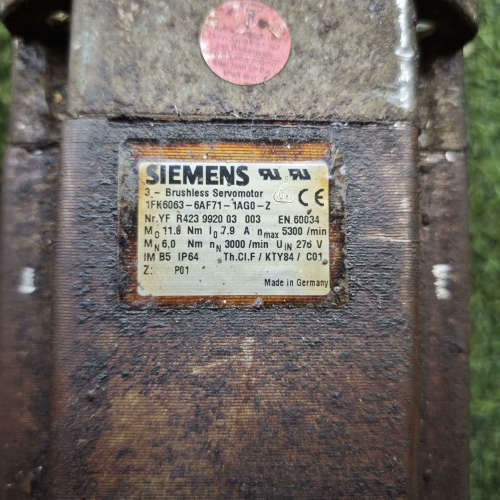 SIEMENS
3 ~ Brushless Servomotor
1FK6063-6AF71-1AG0-Z
Nr.YF R423 9920 03 003 EN 60034
M0 11.0 Nm I0 7.9 A nmax 5300 /min
MN 6,0 Nm nN 3000 /min UIN 276 V
IM B5 IP64 Th.Cl.F / KTY84 / C01
Z: P01
Made in Germany